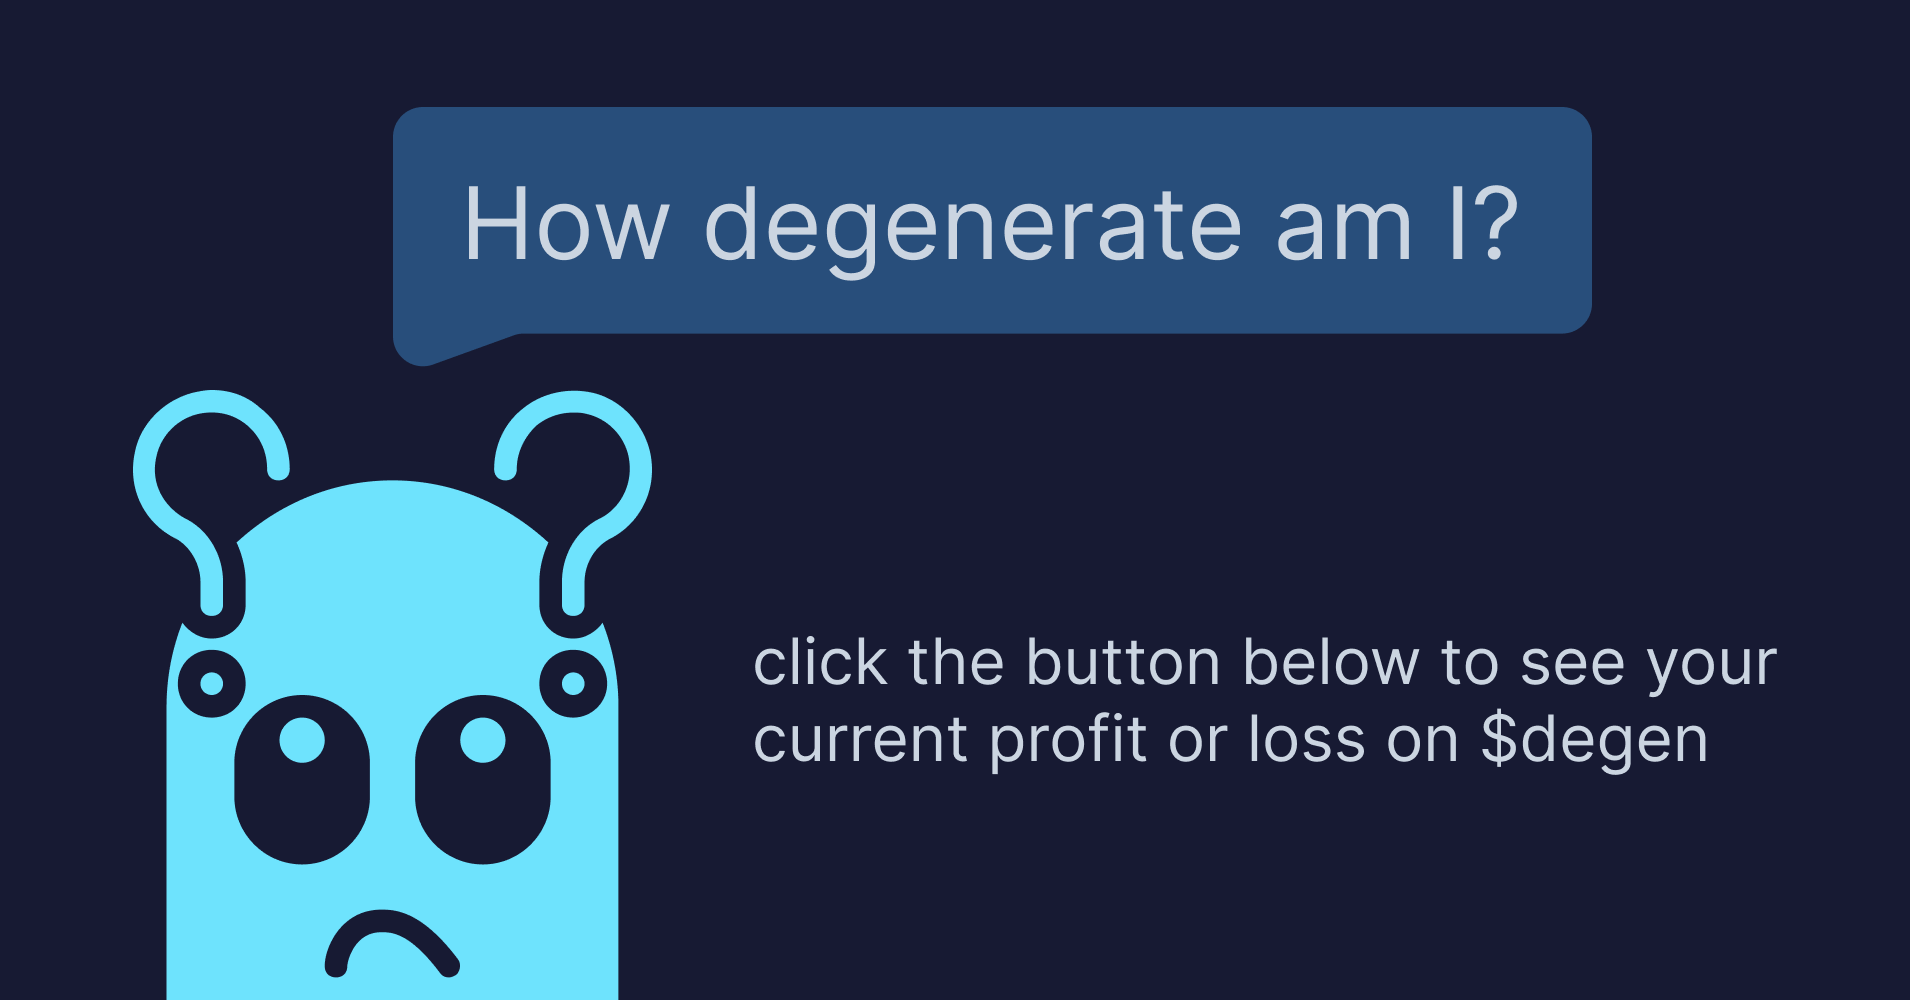 How degenerate am I?
click the button below to see your
current profit or loss on $degen